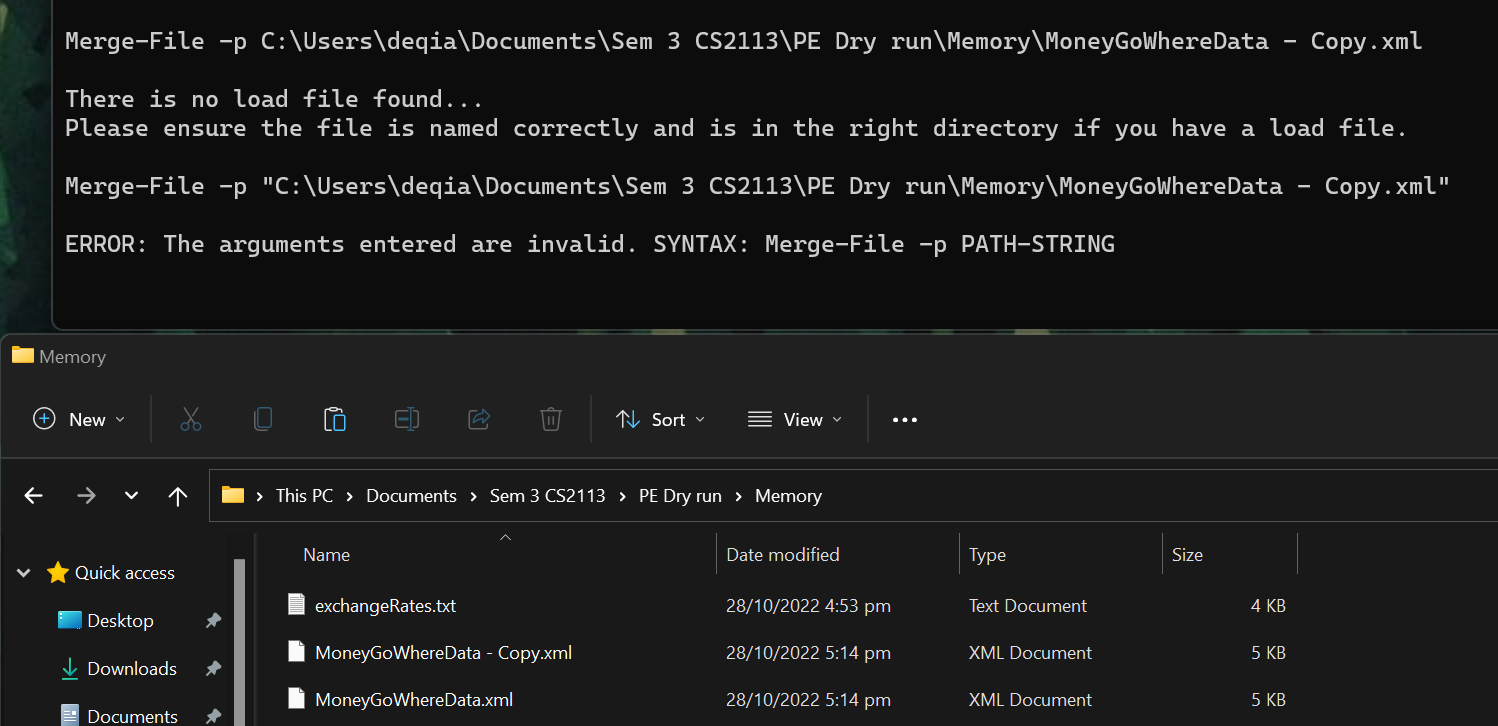 Merge-File -p C:\Users\deqia\Documents\Sem 3 CS2113\PE Dry run\Memory\MoneyGoWhereData - Copy.xml
There is no load file found...
Please ensure the file is named correctly and is in the right directory if you have a load file.
Merge-File -p "C:\Users\deqia\Documents\Sem 3 CS2113\PE Dry run\Memory\MoneyGoWhereData - Copy.xml"
ERROR: The arguments entered are invalid. SYNTAX: Merge-File -p PATH-STRING
Memory
New Sort View
This PC > Documents > Sem 3 CS2113 > PE Dry run > Memory
Name Date modified Type Size
Quick access
exchangeRates.txt 28/10/2022 4:53 pm Text Document 4 KB
Desktop
MoneyGoWhereData - Copy.xml 28/10/2022 5:14 pm XML Document 5 KB
Downloads
MoneyGoWhereData.xml 28/10/2022 5:14 pm XML Document 5 KB
Documents